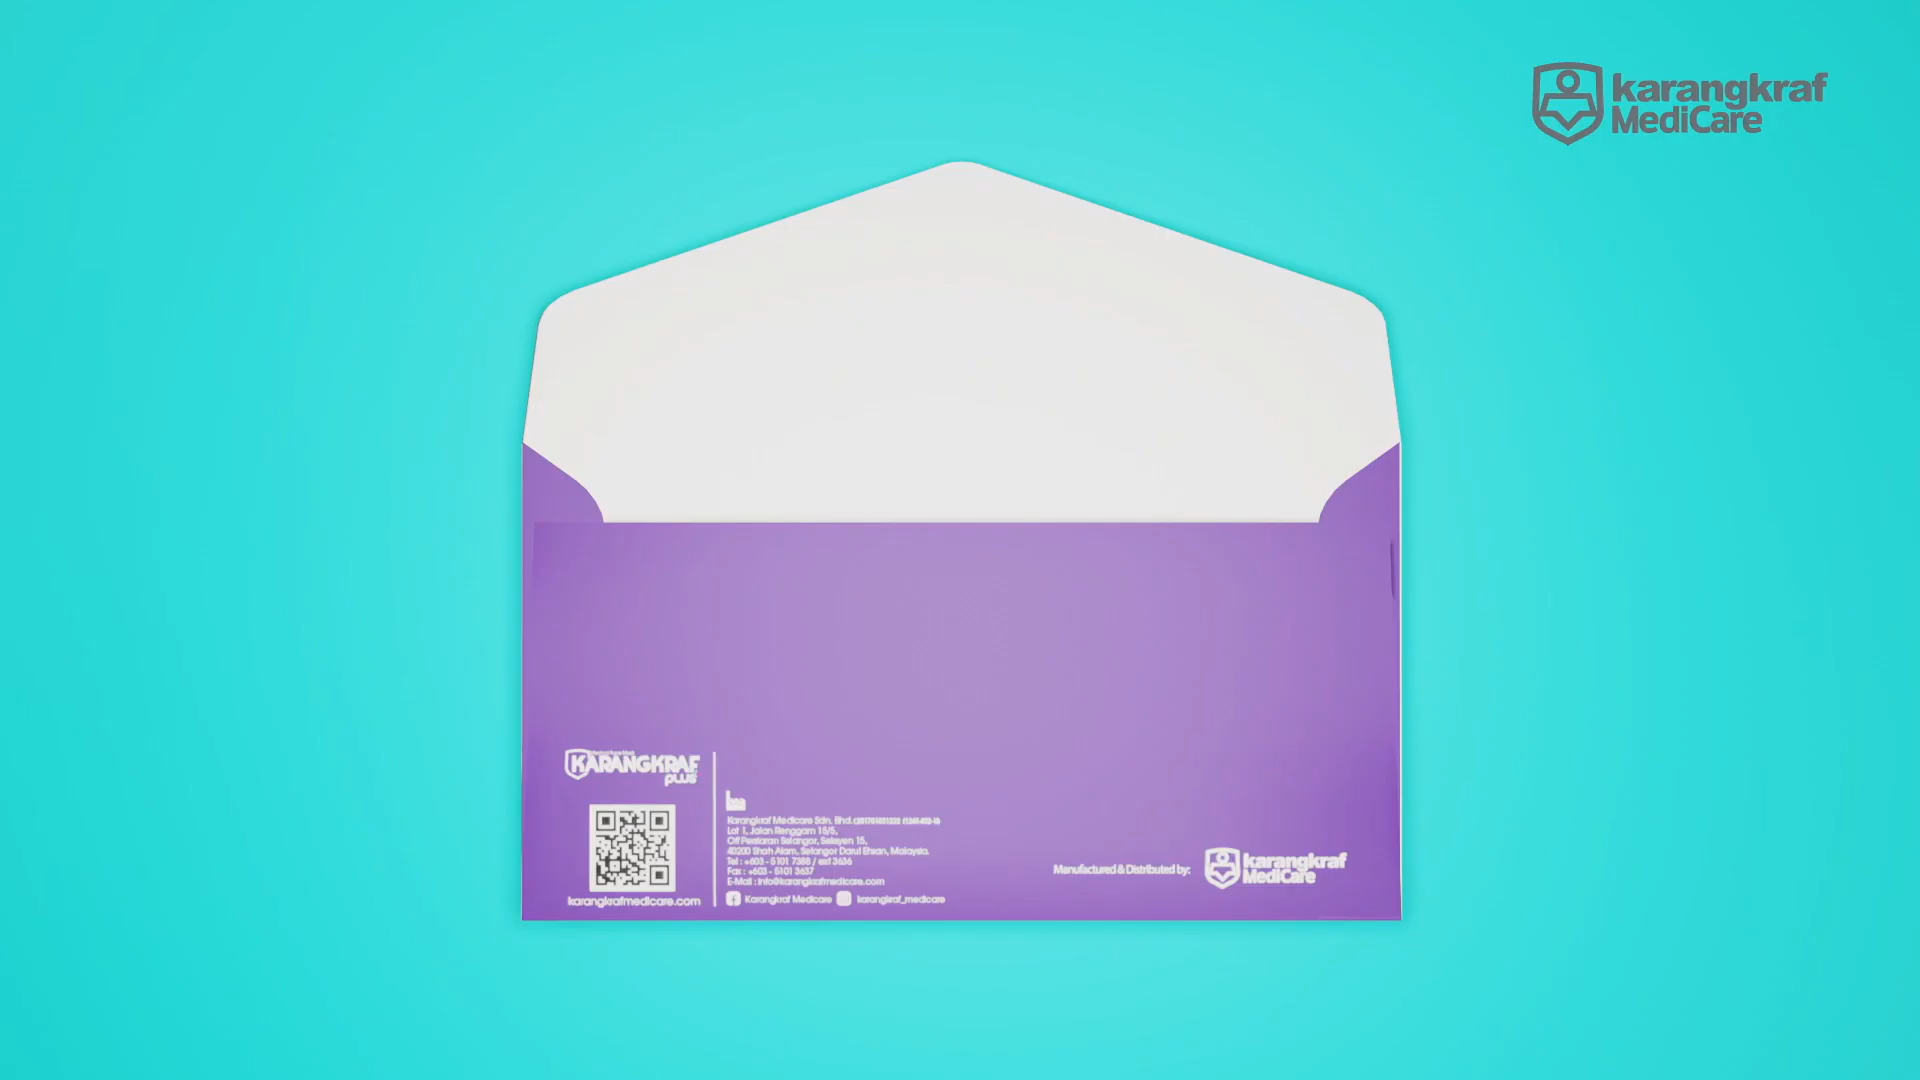 karangkraf
MediCare
KARANGKRAF
plus
karangkrafmedicare.com
Karangkraf Medicare Sdn. Bhd.
Lot 1, Jalan Renggam 15/5,
Off Persiaran Selangor, Seksyen 15,
40200 Shah Alam, Selangor Darul Ehsan, Malaysia.
Tel : +603 - 5101 7388 / ext 3636
Fax : +603 - 5101 3637
E-Mail : info@karangkrafmedicare.com
Karangkraf Medicare karangkraf_medicare
Manufactured & Distributed by:
karangkraf
MediCare